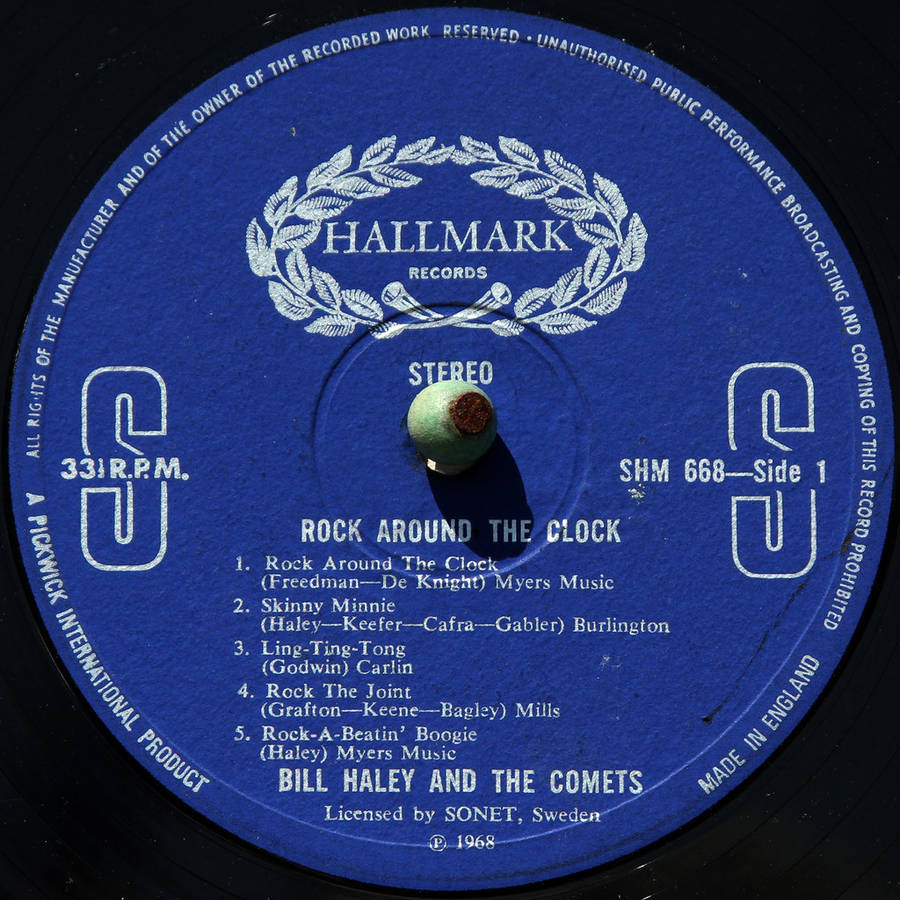 ALL RIGHTS OF THE MANUFACTURER AND OF THE OWNER OF THE RECORDED WORK RESERVED · UNAUTHORISED PUBLIC PERFORMANCE BROADCASTING AND COPYING OF THIS RECORD PROHIBITED
HALLMARK
RECORDS
STEREO
S
S
33⅓ R.P.M.
SHM 668—Side 1
ROCK AROUND THE CLOCK
1. Rock Around The Clock
(Freedman—De Knight) Myers Music
2. Skinny Minnie
(Haley—Keefer—Cafra—Gabler) Burlington
3. Ling-Ting-Tong
(Godwin) Carlin
4. Rock The Joint
(Grafton—Keene—Bagley) Mills
5. Rock-A-Beatin' Boogie
(Haley) Myers Music
BILL HALEY AND THE COMETS
Licensed by SONET, Sweden
℗ 1968
A PICKWICK INTERNATIONAL PRODUCT
MADE IN ENGLAND